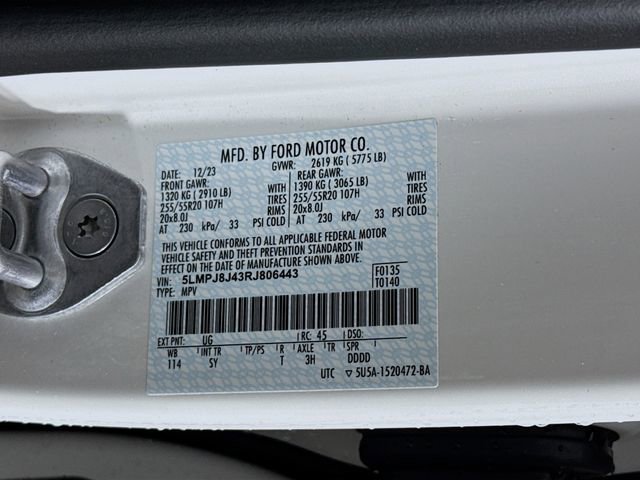 MFD. BY FORD MOTOR CO.
DATE: 12/23 GVWR: 2619 KG ( 5775 LB)
FRONT GAWR: REAR GAWR:
1320 KG ( 2910 LB) WITH 1390 KG ( 3065 LB) WITH
255/55R20 107H TIRES 255/55R20 107H TIRES
20x8.0J RIMS 20x8.0J RIMS
AT 230 kPa/ 33 PSI COLD AT 230 kPa/ 33 PSI COLD
THIS VEHICLE CONFORMS TO ALL APPLICABLE FEDERAL MOTOR
VEHICLE SAFETY AND THEFT PREVENTION STANDARDS IN
EFFECT ON THE DATE OF MANUFACTURE SHOWN ABOVE.
VIN: 5LMPJ8J43RJ806443 F0135
TYPE: MPV T0140
EXT PNT: UG RC: 45 DSO:
WB INT TR TP/PS R AXLE TR SPR
114 SY T 3H DDDD
UTC ▽ 5U5A-1520472-BA